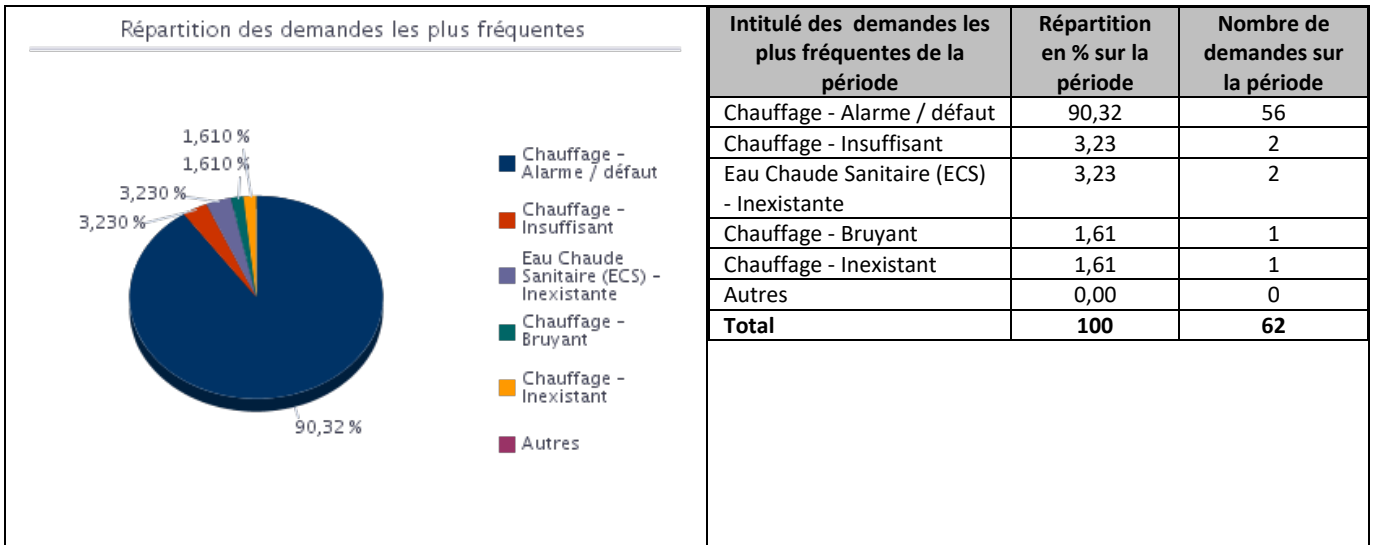 Répartition des demandes les plus fréquentes
1,610 %
1,610 %
3,230 %
3,230 %
90,32 %
Chauffage -
Alarme / défaut
Chauffage -
Insuffisant
Eau Chaude
Sanitaire (ECS) -
Inexistante
Chauffage -
Bruyant
Chauffage -
Inexistant
Autres
Intitulé des demandes les plus fréquentes de la période | Répartition en % sur la période | Nombre de demandes sur la période
Chauffage - Alarme / défaut 90,32 56
Chauffage - Insuffisant 3,23 2
Eau Chaude Sanitaire (ECS) 3,23 2
- Inexistante
Chauffage - Bruyant 1,61 1
Chauffage - Inexistant 1,61 1
Autres 0,00 0
Total 100 62